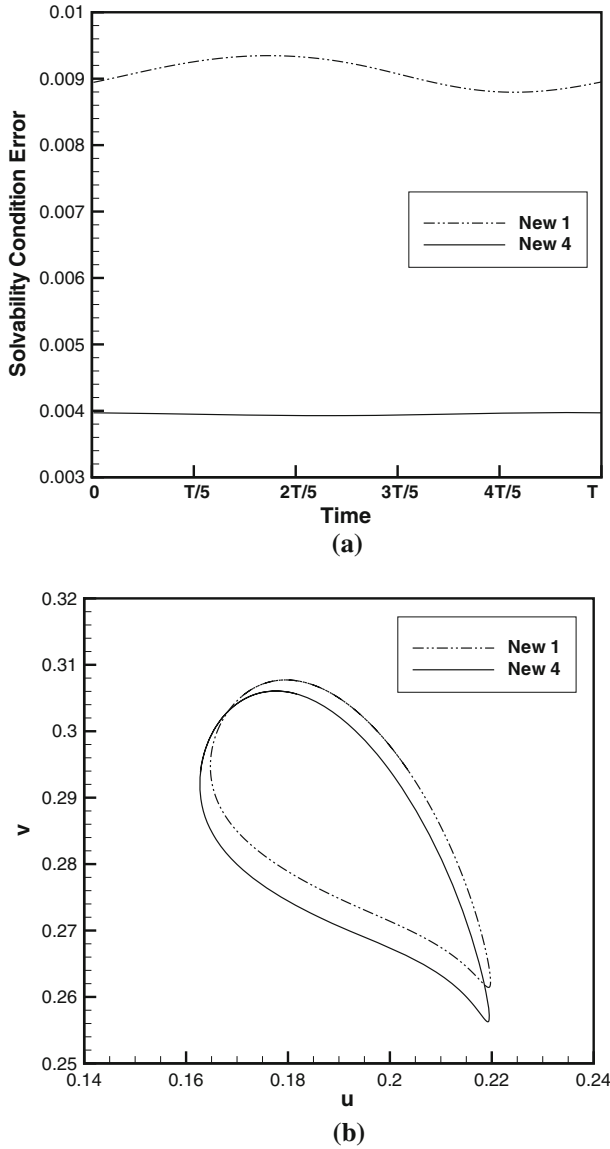 0.01
0.009
0.008
0.007
0.006
0.005
0.004
0.003
Solvability Condition Error
New 1
New 4
0 T/5 2T/5 3T/5 4T/5 T
Time
(a)
0.32
0.31
0.3
0.29
0.28
0.27
0.26
0.25
v
New 1
New 4
0.14 0.16 0.18 0.2 0.22 0.24
u
(b)